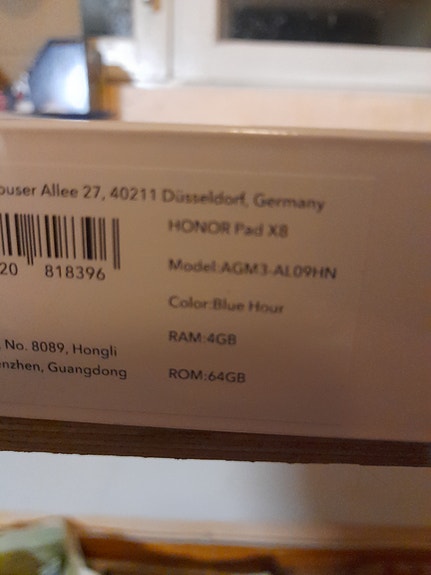 ouser Allee 27, 40211 Düsseldorf, Germany
HONOR Pad X8
20 818396
Model:AGM3-AL09HN
Color:Blue Hour
RAM:4GB
No. 8089, Hongli
enzhen, Guangdong
ROM:64GB